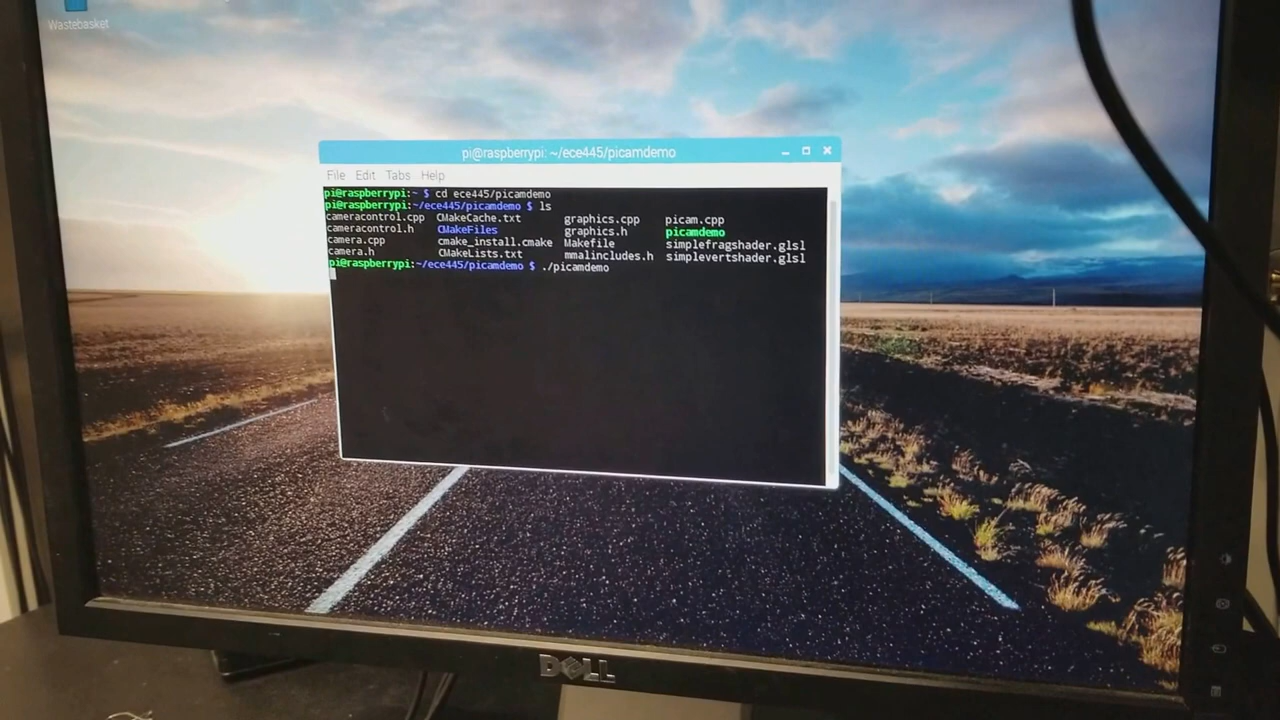 Wastebasket
pi@raspberrypi: ~/ece445/picamdemo
File Edit Tabs Help
pi@raspberrypi:~ $ cd ece445/picamdemo
pi@raspberrypi:~/ece445/picamdemo $ ls
cameracontrol.cpp CMakeCache.txt graphics.cpp picam.cpp
cameracontrol.h CMakeFiles graphics.h picamdemo
camera.cpp cmake_install.cmake Makefile simplefragshader.glsl
camera.h CMakeLists.txt mmalincludes.h simplevertshader.glsl
pi@raspberrypi:~/ece445/picamdemo $ ./picamdemo
DELL